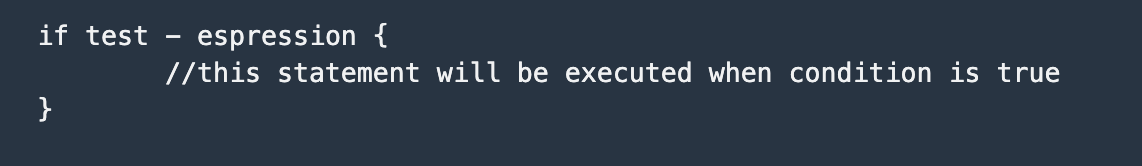 if test - espression {
        //this statement will be executed when condition is true
}